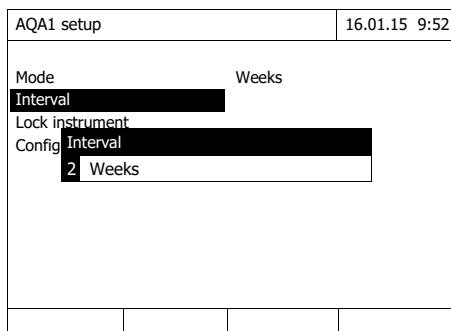 AQA1 setup 16.01.15 9:52
Mode Weeks
Interval
Lock instrument
Config
Interval
2 Weeks